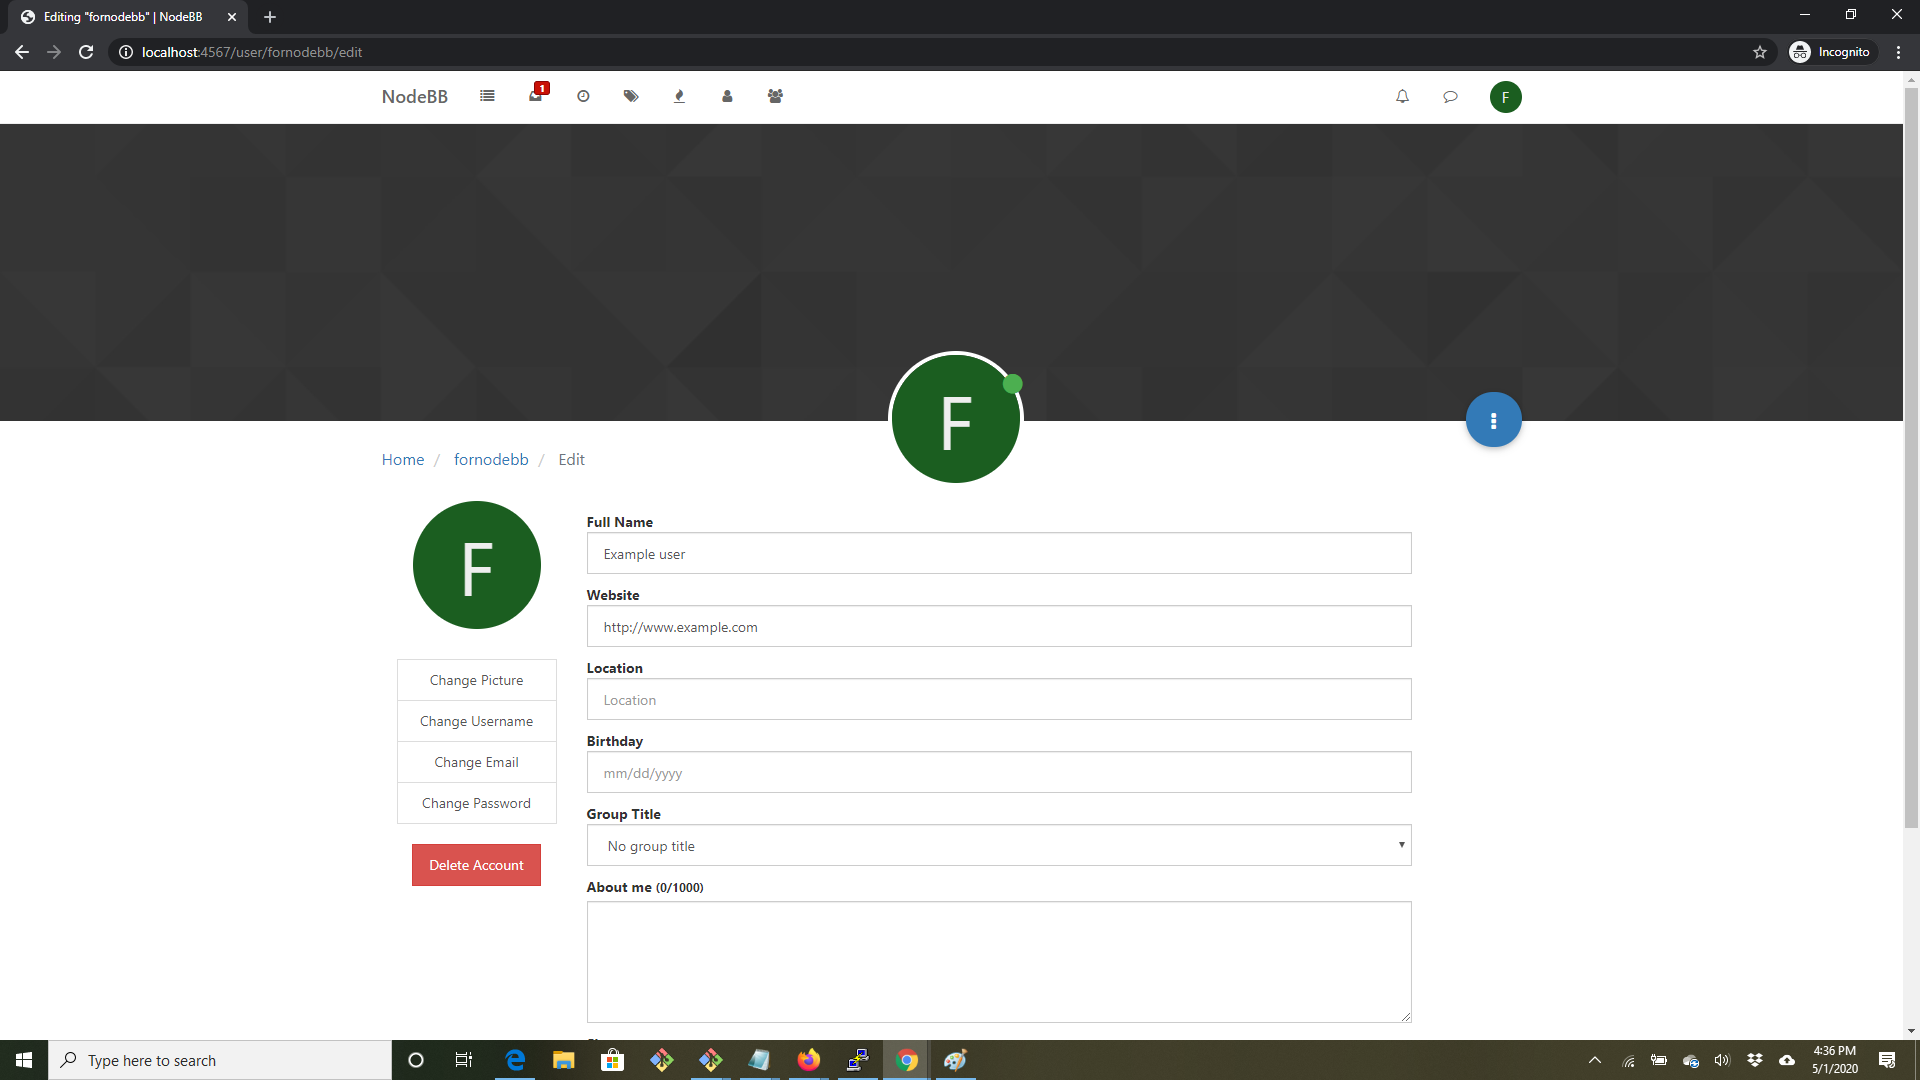 Editing "fornodebb" | NodeBB
localhost:4567/user/fornodebb/edit
Incognito
NodeBB
1
F
F
Home / fornodebb / Edit
F
Full Name
Example user
Website
http://www.example.com
Location
Location
Birthday
mm/dd/yyyy
Group Title
No group title
About me (0/1000)
Change Picture
Change Username
Change Email
Change Password
Delete Account
Type here to search
4:36 PM
5/1/2020